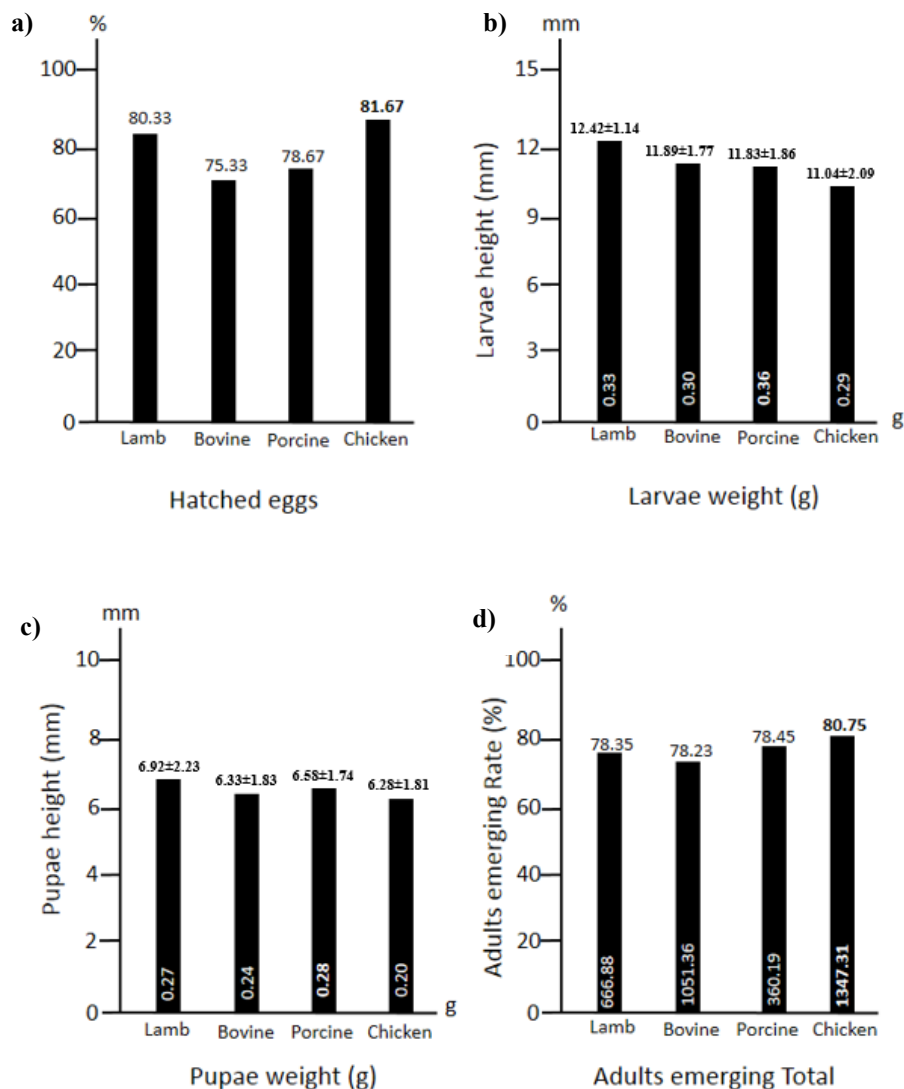 a)
%
100
80
60
40
20
0
80.33
75.33
78.67
81.67
Lamb Bovine Porcine Chicken
Hatched eggs
b)
mm
Larvae height (mm)
15
12
9
6
3
0
12.42±1.14
11.89±1.77
11.83±1.86
11.04±2.09
0.33
0.30
0.36
0.29
g
Lamb Bovine Porcine Chicken
Larvae weight (g)
c)
mm
Pupae height (mm)
10
8
6
4
2
0
6.92±2.23
6.33±1.83
6.58±1.74
6.28±1.81
0.27
0.24
0.28
0.20
g
Lamb Bovine Porcine Chicken
Pupae weight (g)
d)
%
Adults emerging Rate (%)
100
80
60
40
20
0
78.35
78.23
78.45
80.75
666.88
1051.36
360.19
1347.31
Lamb Bovine Porcine Chicken
Adults emerging Total